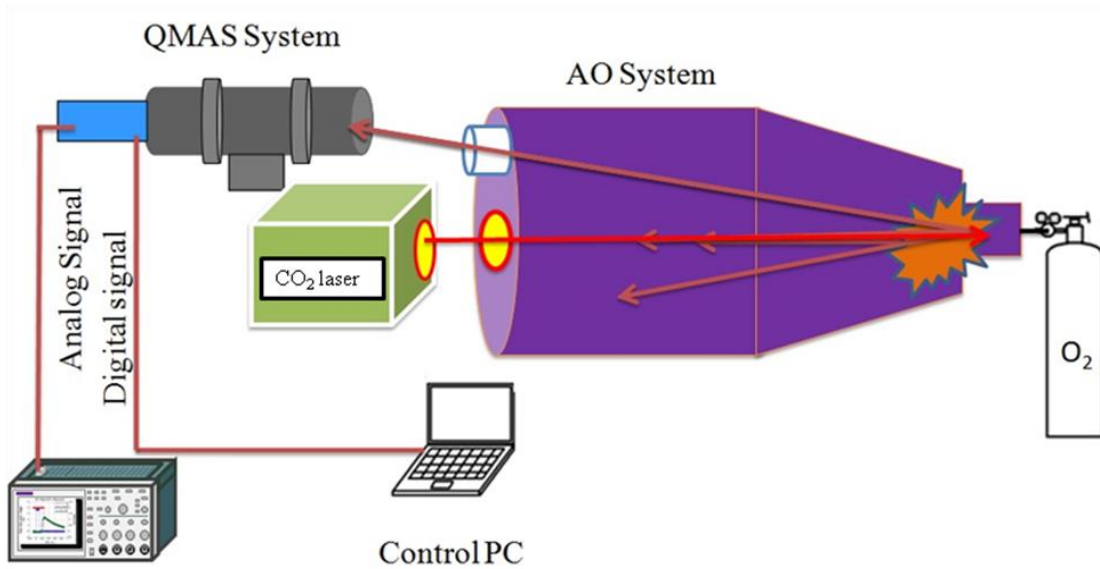 QMAS System
AO System
CO₂ laser
Analog Signal
Digital signal
O₂
Control PC